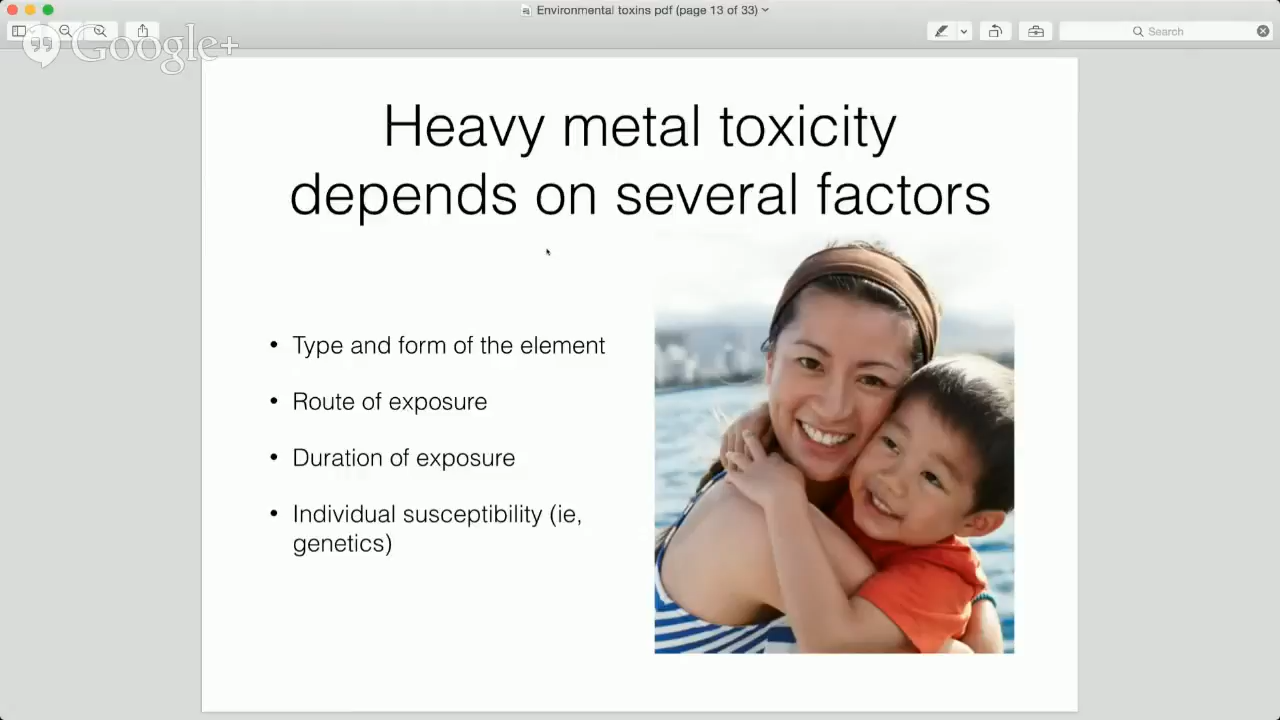 Environmental toxins pdf (page 13 of 33)
Google+
Search
Heavy metal toxicity
depends on several factors
• Type and form of the element
• Route of exposure
• Duration of exposure
• Individual susceptibility (ie,
genetics)